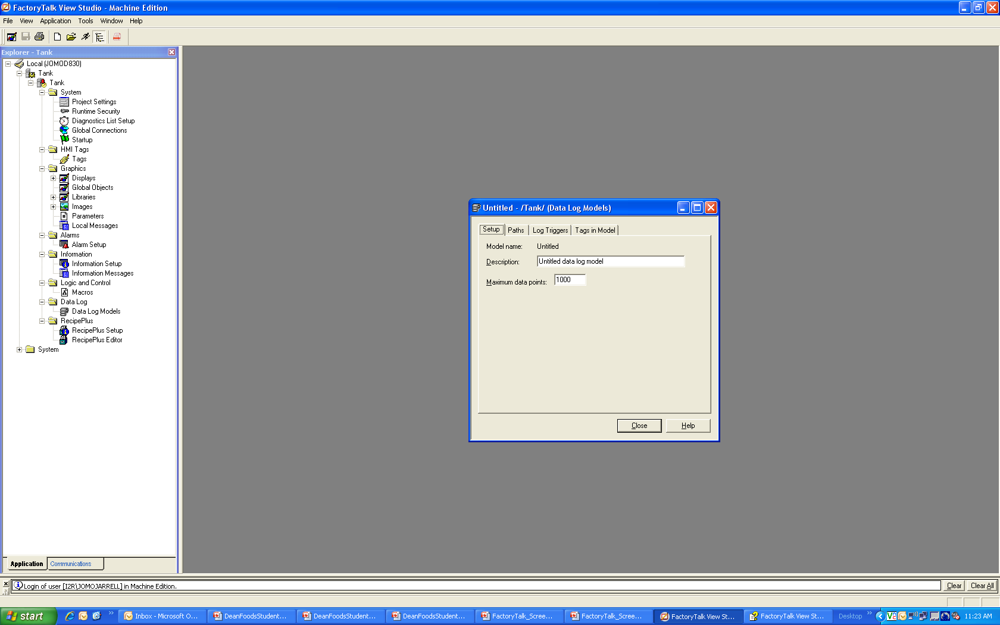 FactoryTalk View Studio - Machine Edition
File View Application Tools Window Help
Explorer - Tank
Local (JOMOD830)
Tank
Tank
System
Project Settings
Runtime Security
Diagnostics List Setup
Global Connections
Startup
HMI Tags
Tags
Graphics
Displays
Global Objects
Libraries
Images
Parameters
Local Messages
Alarms
Alarm Setup
Information
Information Setup
Information Messages
Logic and Control
Macros
Data Log
Data Log Models
RecipePlus
RecipePlus Setup
RecipePlus Editor
System
Application Communications
Untitled - /Tank/ (Data Log Models)
Setup Paths Log Triggers Tags in Model
Model name: Untitled
Description: Untitled data log model
Maximum data points: 1000
Close Help
Login of user [I2R\JOMOJARRELL] in Machine Edition.
Clear Clear All
start Inbox - Microsoft O... DeanFoodsStudent... DeanFoodsStudent... DeanFoodsStudent... FactoryTalk_Scree... FactoryTalk_Scree... FactoryTalk View St... FactoryTalk View St... Desktop 11:23 AM